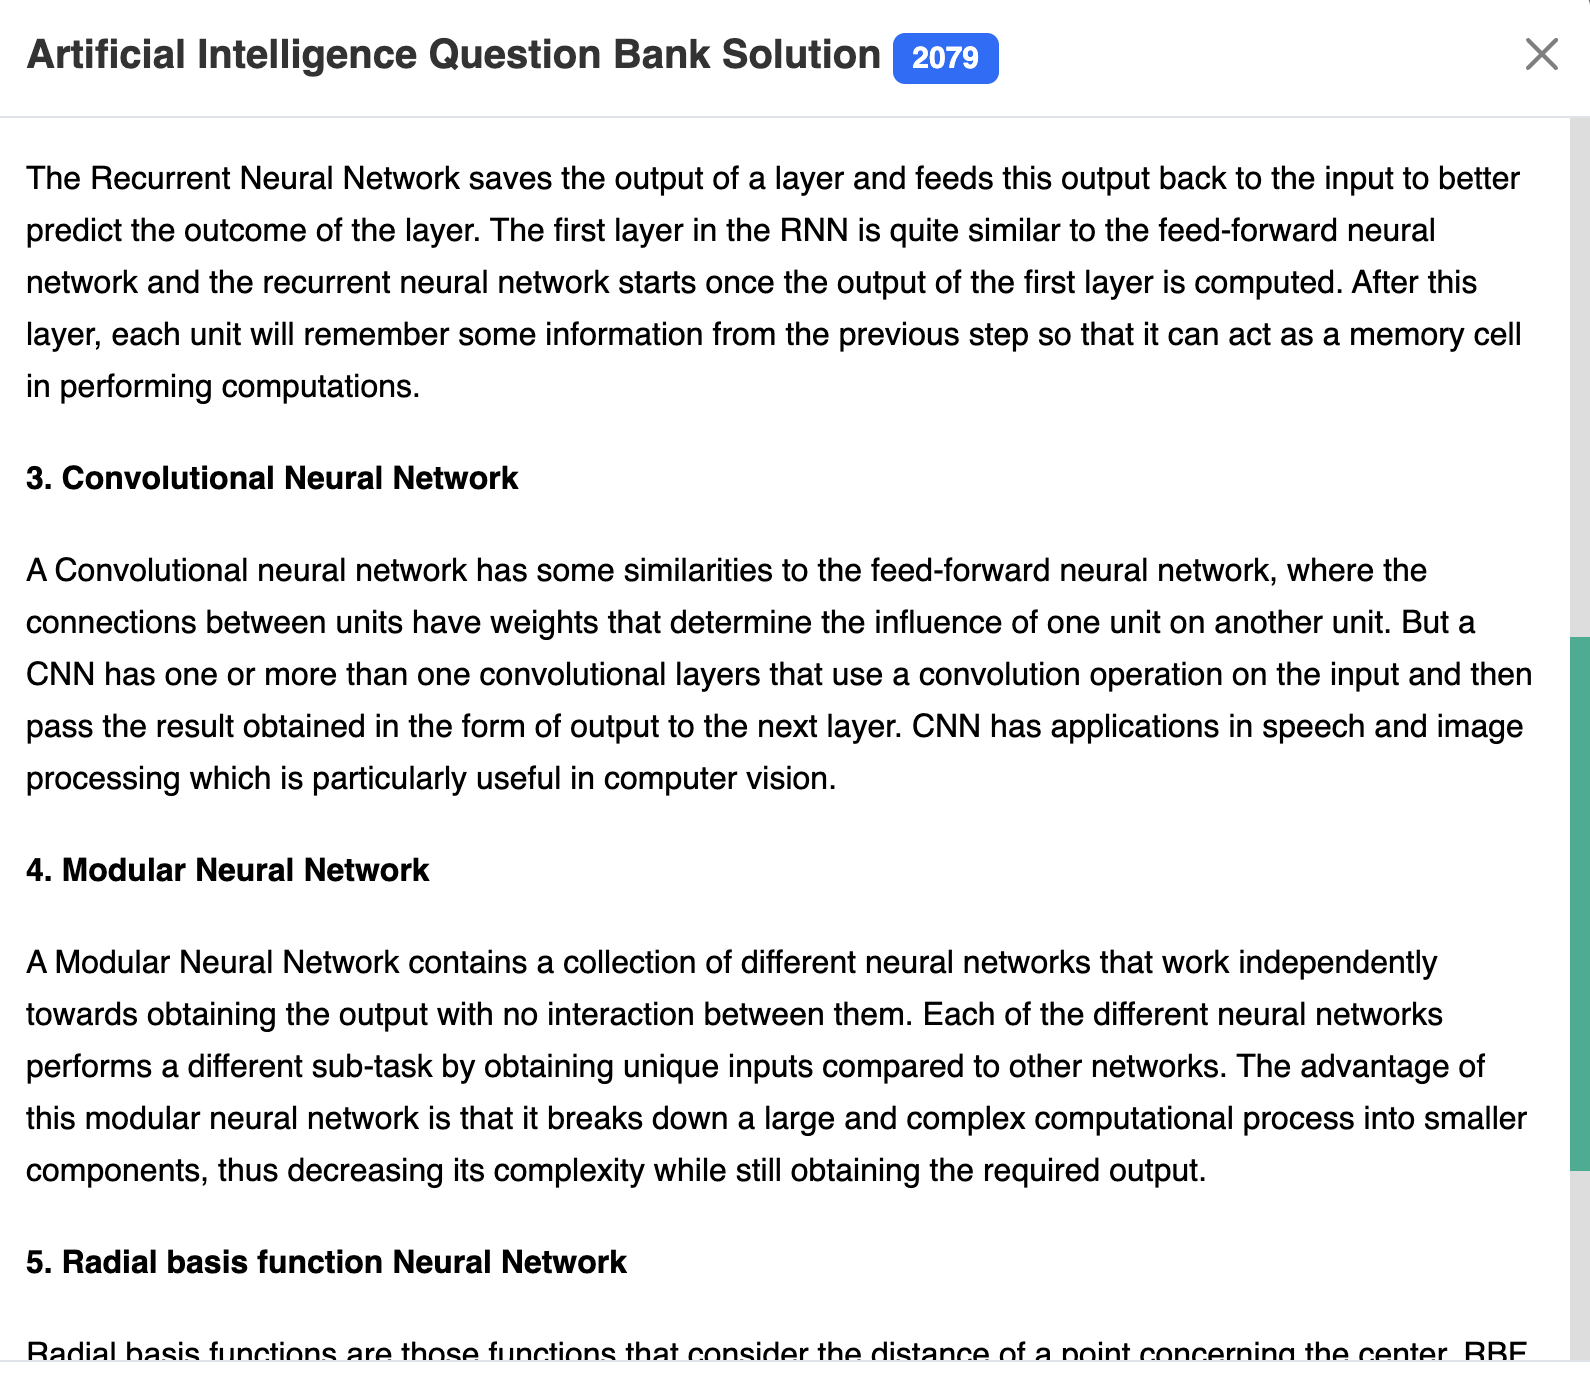 Artificial Intelligence Question Bank Solution 2079
The Recurrent Neural Network saves the output of a layer and feeds this output back to the input to better
predict the outcome of the layer. The first layer in the RNN is quite similar to the feed-forward neural
network and the recurrent neural network starts once the output of the first layer is computed. After this
layer, each unit will remember some information from the previous step so that it can act as a memory cell
in performing computations.
3. Convolutional Neural Network
A Convolutional neural network has some similarities to the feed-forward neural network, where the
connections between units have weights that determine the influence of one unit on another unit. But a
CNN has one or more than one convolutional layers that use a convolution operation on the input and then
pass the result obtained in the form of output to the next layer. CNN has applications in speech and image
processing which is particularly useful in computer vision.
4. Modular Neural Network
A Modular Neural Network contains a collection of different neural networks that work independently
towards obtaining the output with no interaction between them. Each of the different neural networks
performs a different sub-task by obtaining unique inputs compared to other networks. The advantage of
this modular neural network is that it breaks down a large and complex computational process into smaller
components, thus decreasing its complexity while still obtaining the required output.
5. Radial basis function Neural Network
Radial basis functions are those functions that consider the distance of a point concerning the center. RBF